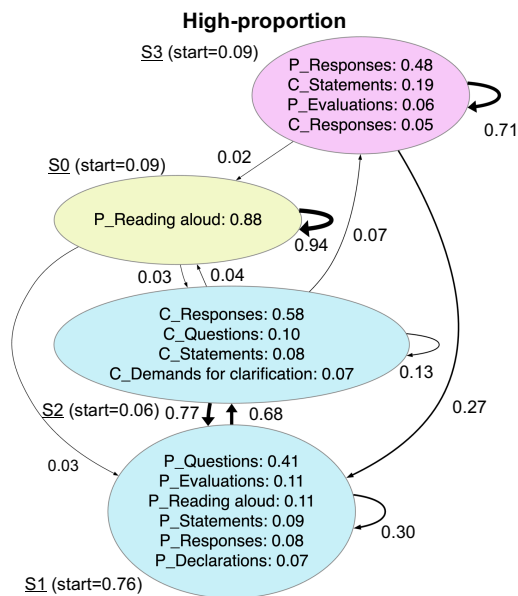 High-proportion
S3 (start=0.09)
P_Responses: 0.48
C_Statements: 0.19
P_Evaluations: 0.06
C_Responses: 0.05
0.71
0.02
S0 (start=0.09)
P_Reading aloud: 0.88
0.94
0.07
0.03
0.04
C_Responses: 0.58
C_Questions: 0.10
C_Statements: 0.08
C_Demands for clarification: 0.07
0.13
S2 (start=0.06)
0.77
0.68
0.27
0.03
P_Questions: 0.41
P_Evaluations: 0.11
P_Reading aloud: 0.11
P_Statements: 0.09
P_Responses: 0.08
P_Declarations: 0.07
0.30
S1 (start=0.76)